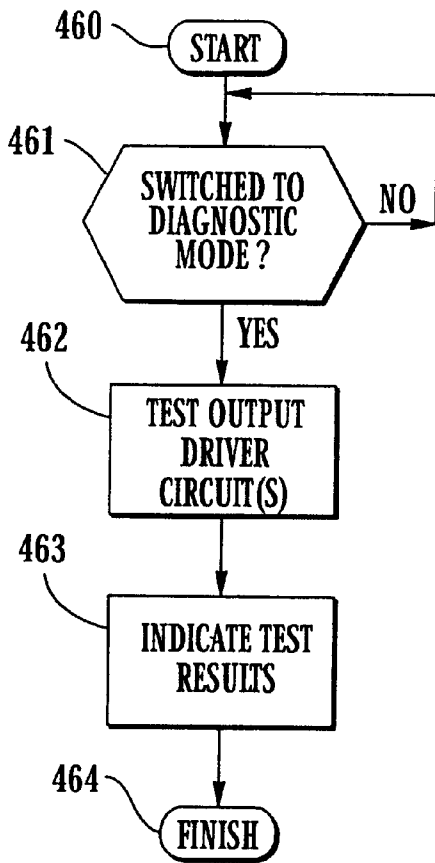 460
START
461
SWITCHED TO
DIAGNOSTIC
MODE ?
NO
YES
462
TEST OUTPUT
DRIVER
CIRCUIT(S)
463
INDICATE TEST
RESULTS
464
FINISH